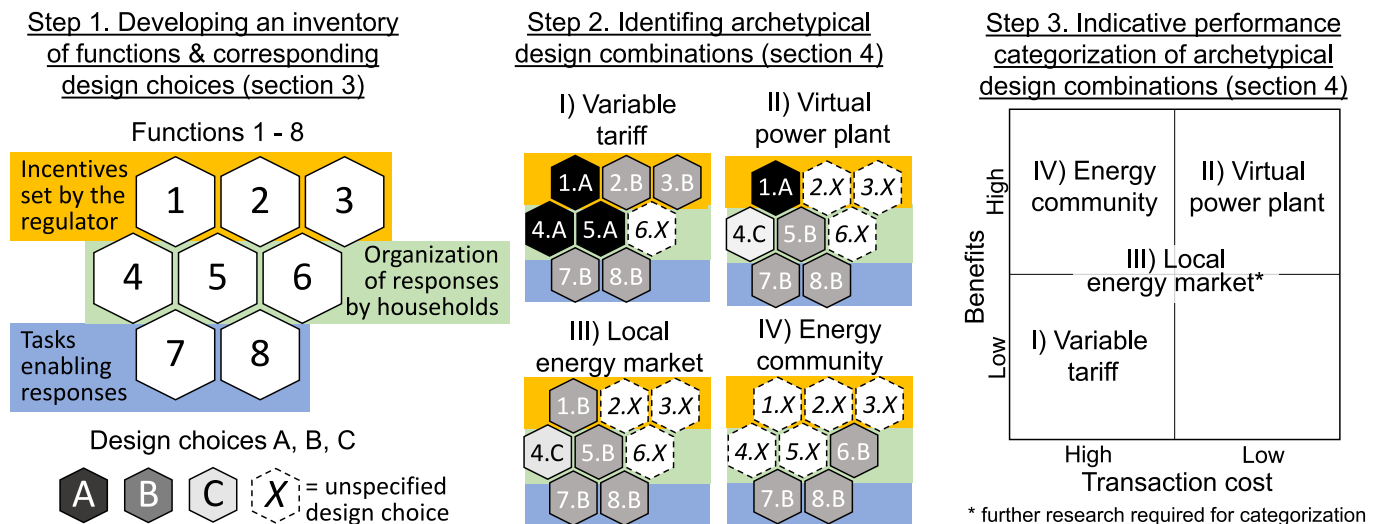 Step 1. Developing an inventory
of functions & corresponding
design choices (section 3)
Functions 1 - 8
Incentives
set by the
regulator
1
2
3
4
5
6
Organization
of responses
by households
Tasks
enabling
responses
7
8
Design choices A, B, C
A
B
C
X
= unspecified
design choice
Step 2. Identifing archetypical
design combinations (section 4)
I) Variable
tariff
1.A
2.B
3.B
4.A
5.A
6.X
7.B
8.B
II) Virtual
power plant
1.A
2.X
3.X
4.C
5.B
6.X
7.B
8.B
III) Local
energy market
1.B
2.X
3.X
4.C
5.B
6.X
7.B
8.B
IV) Energy
community
1.X
2.X
3.X
4.X
5.X
6.B
7.B
8.B
Step 3. Indicative performance
categorization of archetypical
design combinations (section 4)
Benefits
High
Low
IV) Energy
community
II) Virtual
power plant
III) Local
energy market*
I) Variable
tariff
High
Low
Transaction cost
* further research required for categorization